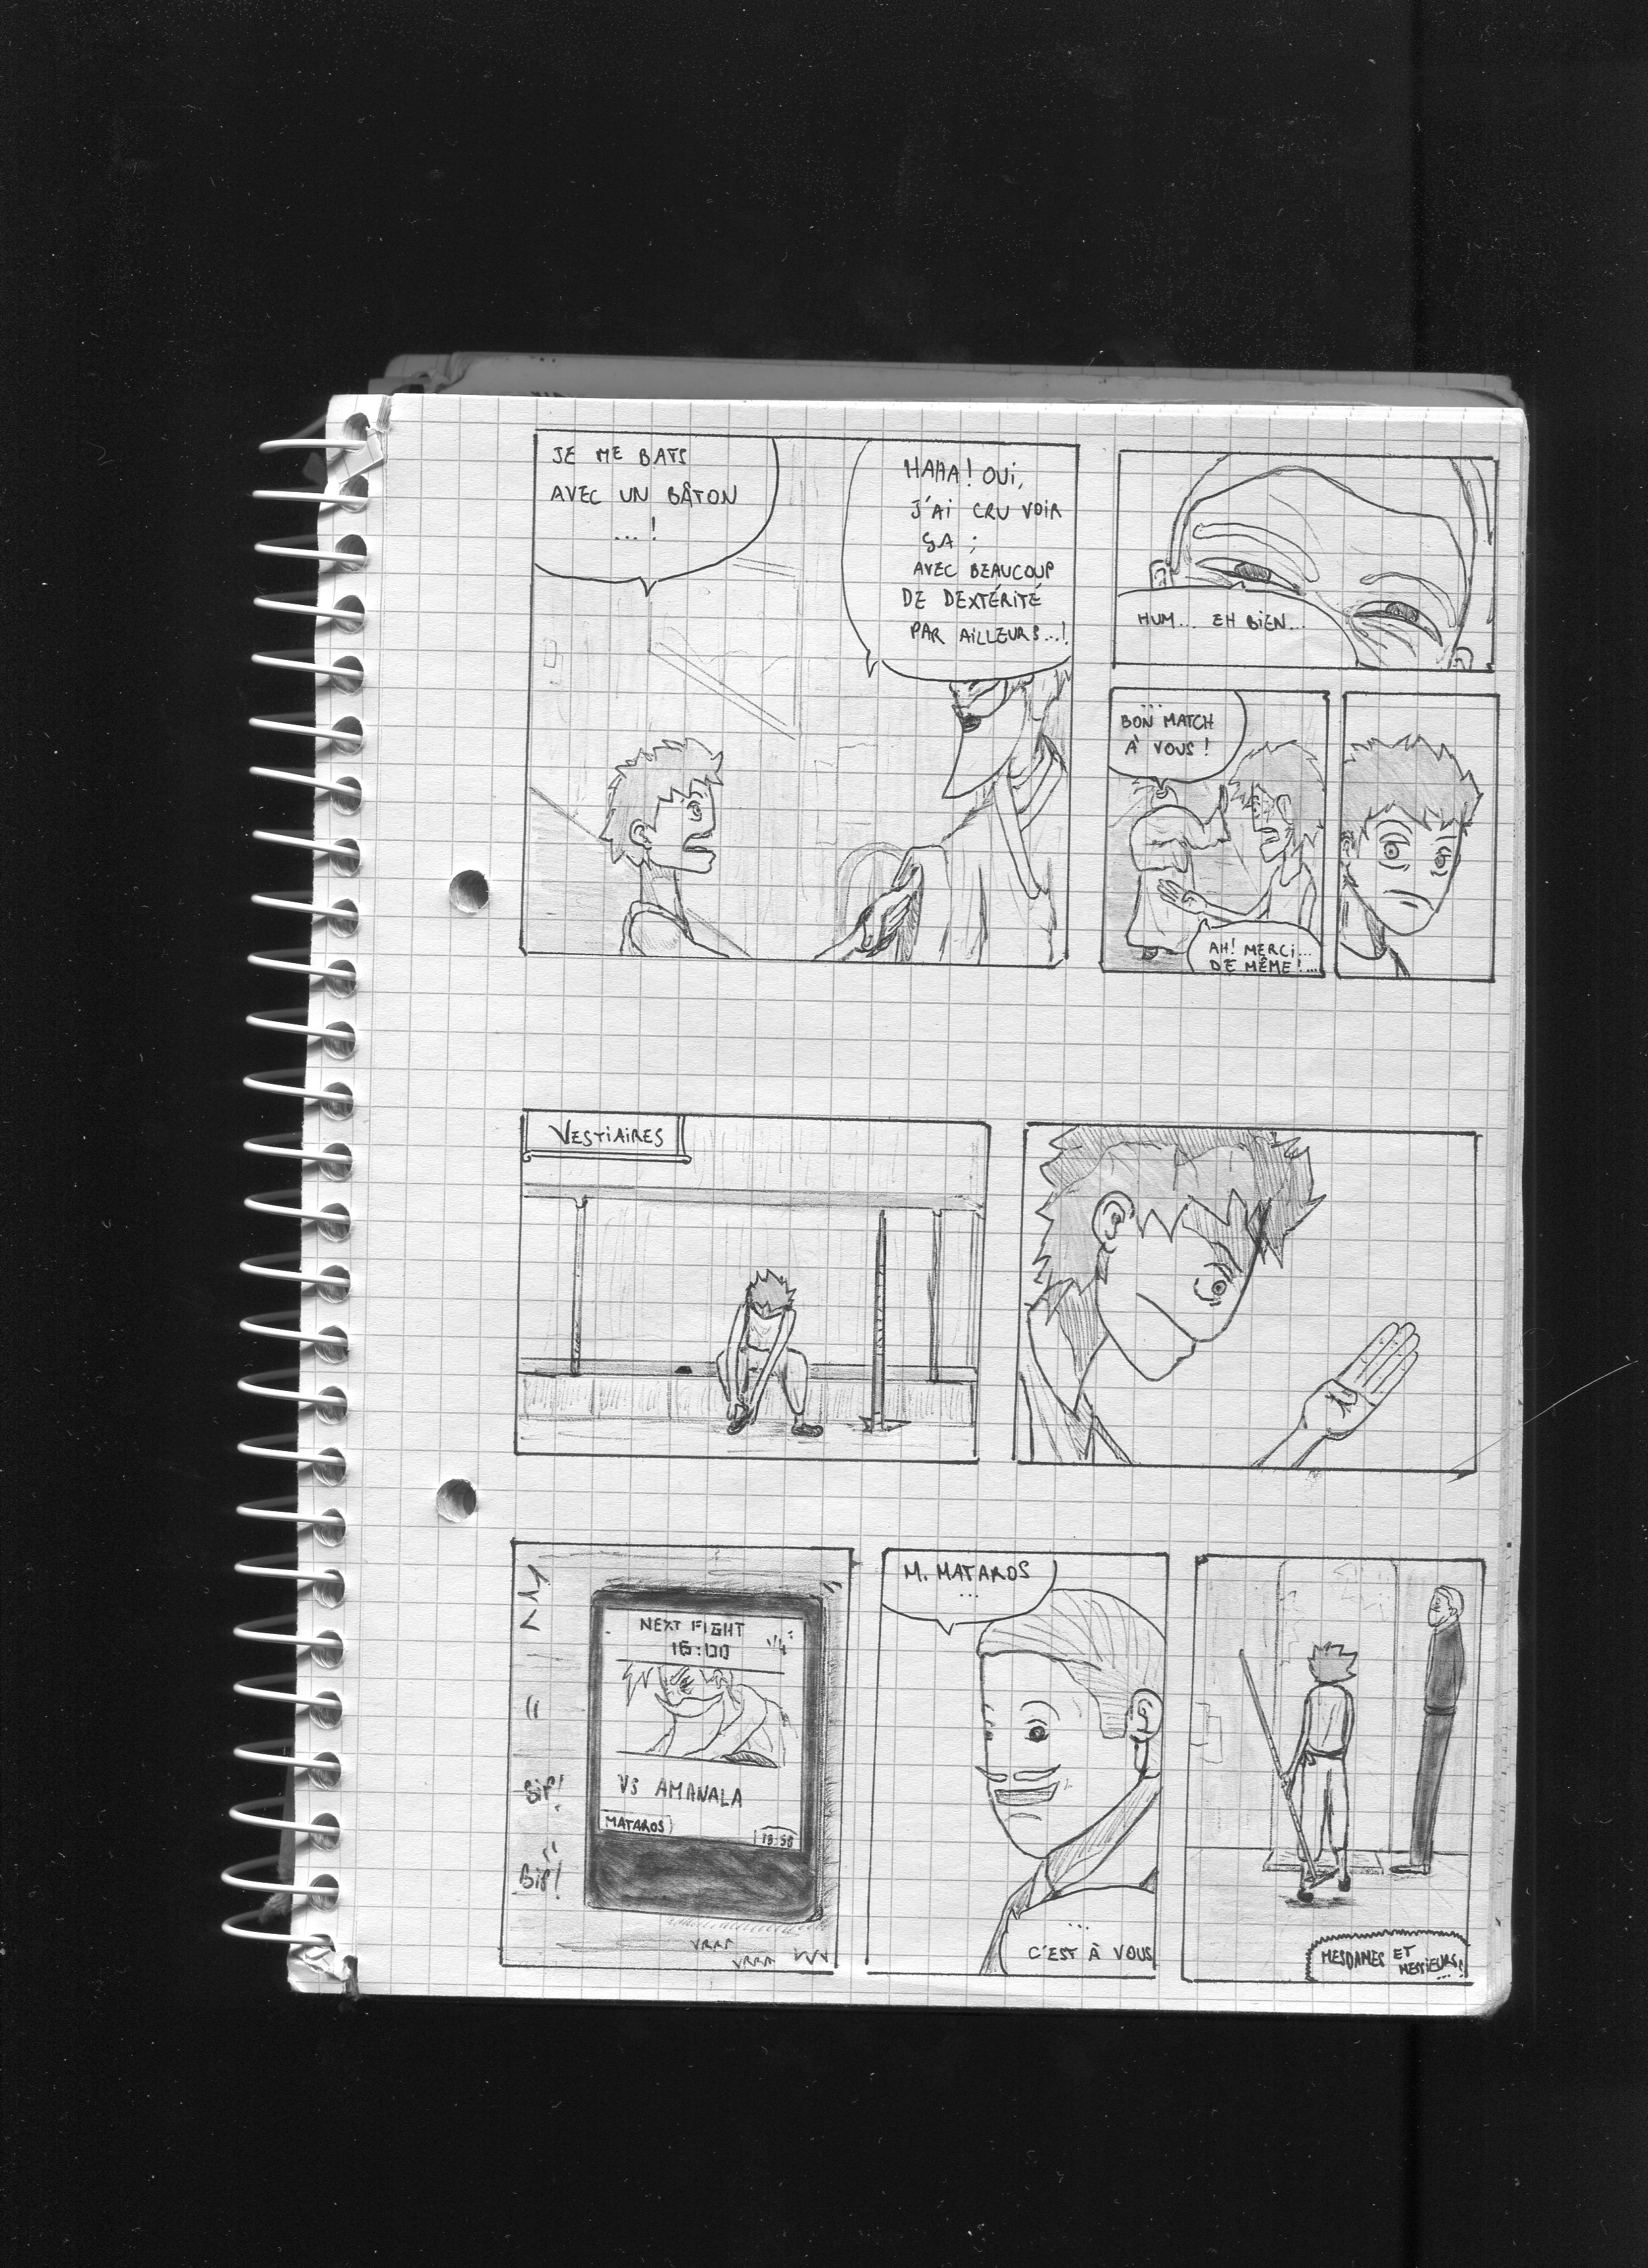 JE ME BATS
AVEC UN BÂTON
...!
HAHA! OUI,
J'AI CRU VOIR
ÇA ;
AVEC BEAUCOUP
DE DEXTÉRITÉ
PAR AILLEURS...!
HUM... EH BIEN...
...
BON MATCH
À VOUS !
AH! MERCI...
DE MÊME !...
VESTIAIRES
NEXT FIGHT
16:00
1/4
VS AMANALA
MATAROS
BIP!
BIP!
VRRR
VRRR
M. MATAROS
...
...
C'EST À VOUS
MESDAMES ET
MESSIEURS!
...